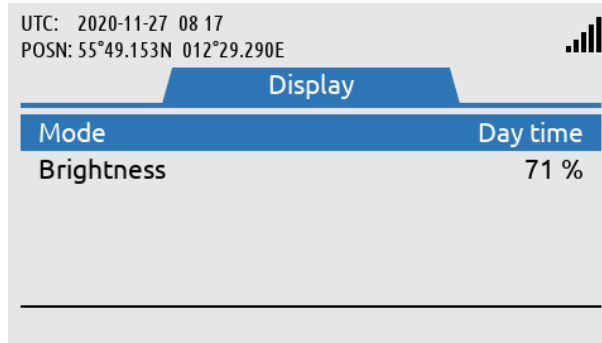 UTC: 2020-11-27 08 17
POSN: 55°49.153N 012°29.290E
Display
Mode Day time
Brightness 71 %